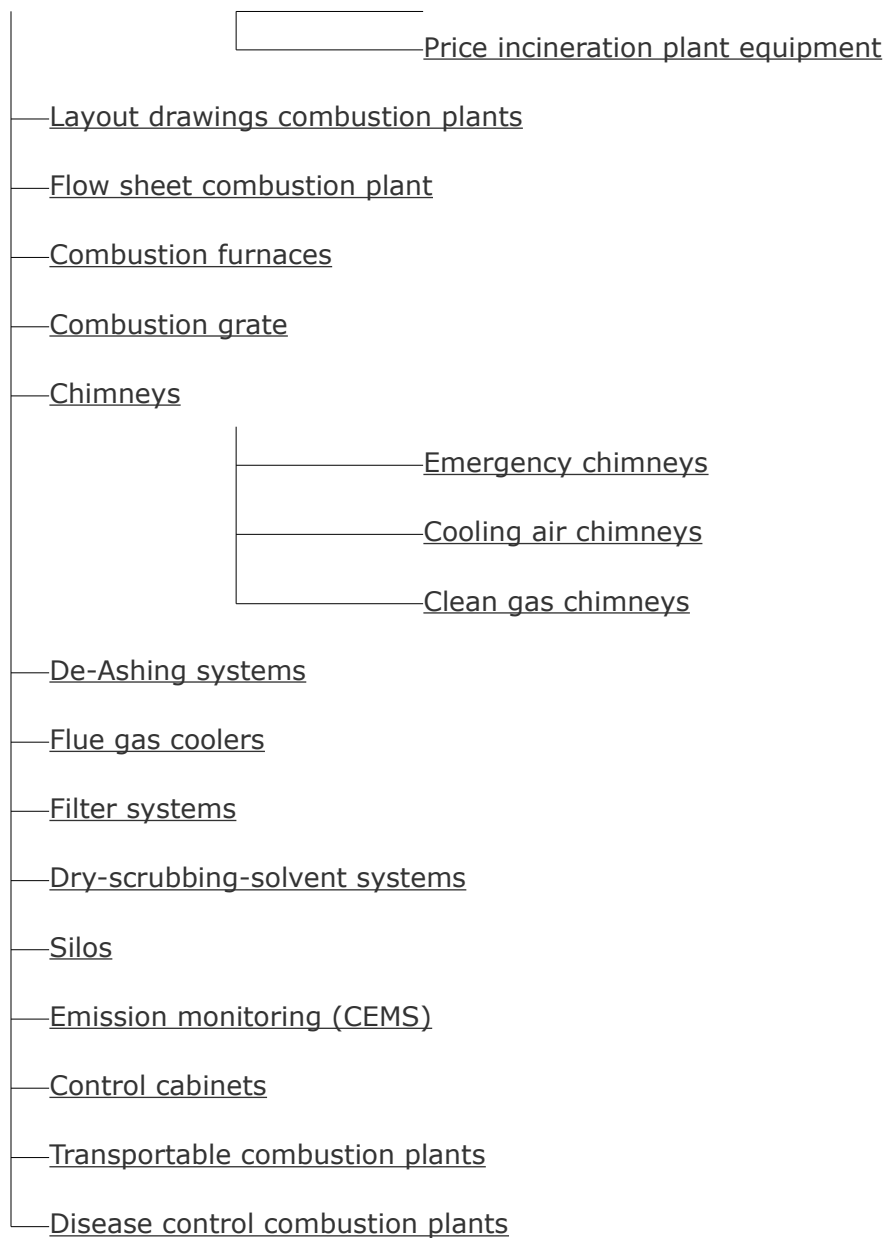 Price incineration plant equipment
Layout drawings combustion plants
Flow sheet combustion plant
Combustion furnaces
Combustion grate
Chimneys
Emergency chimneys
Cooling air chimneys
Clean gas chimneys
De-Ashing systems
Flue gas coolers
Filter systems
Dry-scrubbing-solvent systems
Silos
Emission monitoring (CEMS)
Control cabinets
Transportable combustion plants
Disease control combustion plants